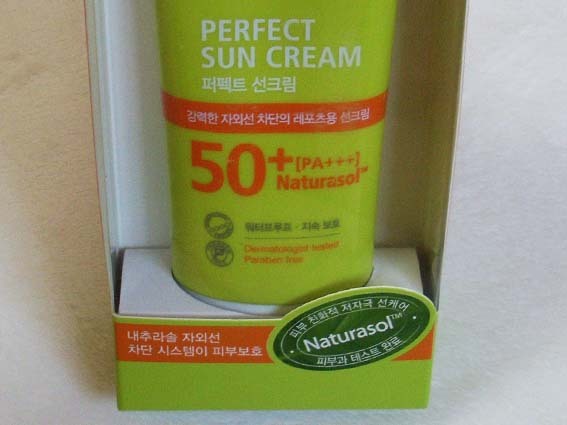 PERFECT
SUN CREAM
퍼펙트 선크림
강력한 자외선 차단의 레포츠용 선크림
50+ [PA+++]
Naturasol™
워터프루프 · 지속 보호
Dermatologist tested
Paraben free
내추라솔 자외선
차단 시스템이 피부보호
피부 친화적 저자극 선케어
Naturasol™
피부과 테스트 완료